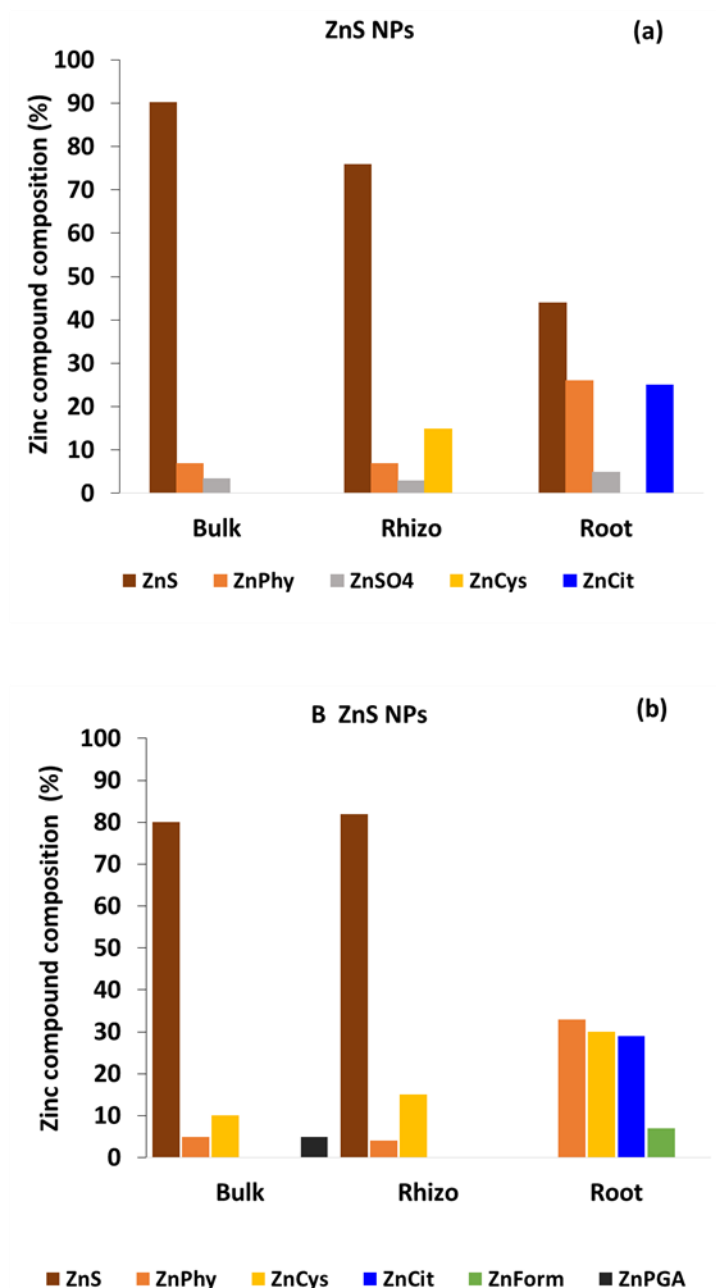 ZnS NPs (a)
Zinc compound composition (%)
100
90
80
70
60
50
40
30
20
10
0
Bulk Rhizo Root
ZnS ZnPhy ZnSO4 ZnCys ZnCit
B ZnS NPs (b)
Zinc compound composition (%)
100
90
80
70
60
50
40
30
20
10
0
Bulk Rhizo Root
ZnS ZnPhy ZnCys ZnCit ZnForm ZnPGA